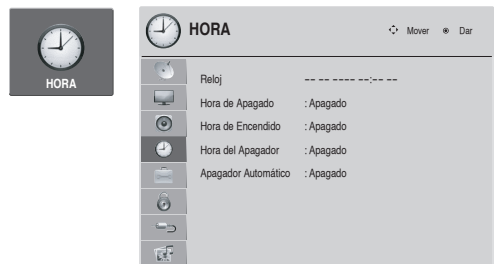 HORA
HORA
Mover Dar
Reloj -- -- ---- --:-- --
Hora de Apagado : Apagado
Hora de Encendido : Apagado
Hora del Apagador : Apagado
Apagador Automático : Apagado